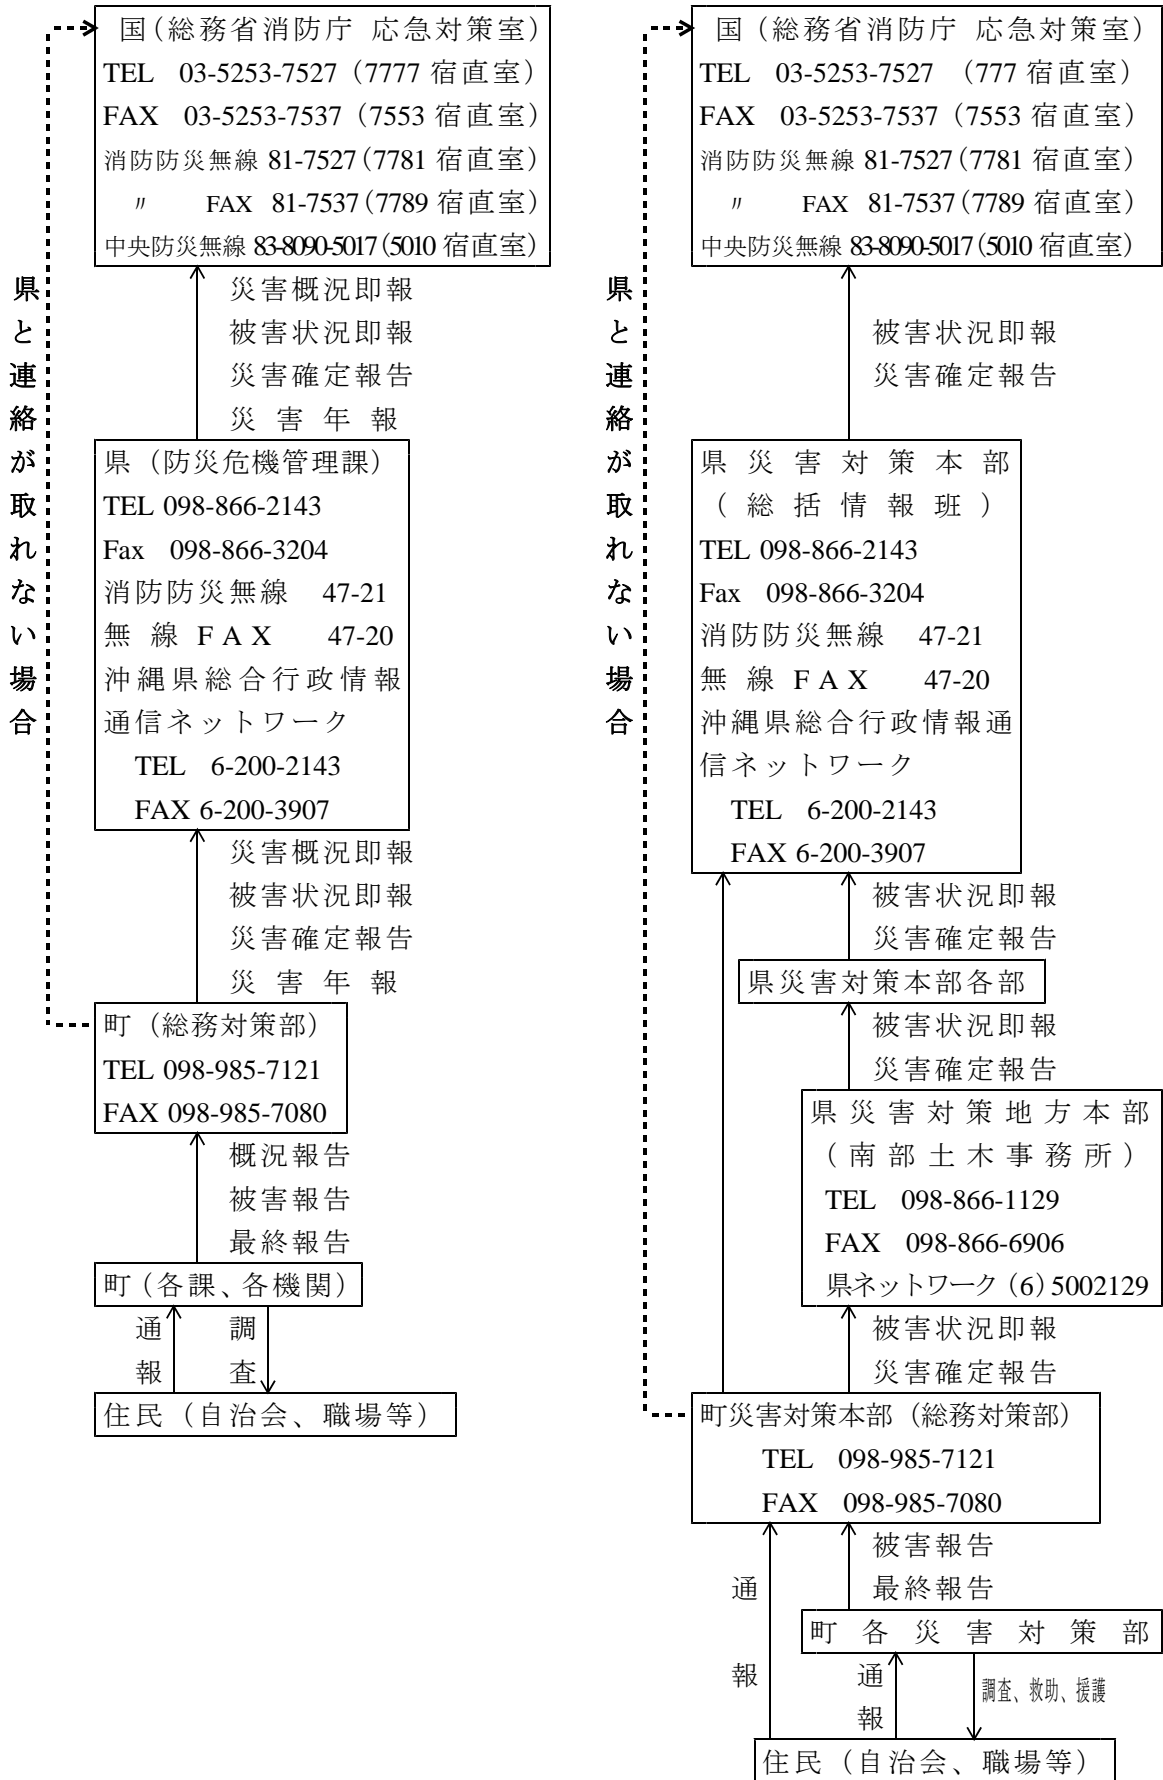 国(総務省消防庁 応急対策室)
TEL 03-5253-7527 (7777 宿直室)
FAX 03-5253-7537 (7553 宿直室)
消防防災無線 81-7527(7781 宿直室)
〃 FAX 81-7537(7789 宿直室)
中央防災無線 83-8090-5017(5010 宿直室)
県と連絡が取れない場合
災害概況即報
被害状況即報
災害確定報告
災害年報
県(防災危機管理課)
TEL 098-866-2143
Fax 098-866-3204
消防防災無線 47-21
無線FAX 47-20
沖縄県総合行政情報
通信ネットワーク
TEL 6-200-2143
FAX 6-200-3907
災害概況即報
被害状況即報
災害確定報告
災害年報
町(総務対策部)
TEL 098-985-7121
FAX 098-985-7080
概況報告
被害報告
最終報告
町(各課、各機関)
通報
調査
住民(自治会、職場等)
国(総務省消防庁 応急対策室)
TEL 03-5253-7527 (777 宿直室)
FAX 03-5253-7537 (7553 宿直室)
消防防災無線 81-7527(7781 宿直室)
〃 FAX 81-7537(7789 宿直室)
中央防災無線 83-8090-5017(5010 宿直室)
県と連絡が取れない場合
被害状況即報
災害確定報告
県災害対策本部
(総括情報班)
TEL 098-866-2143
Fax 098-866-3204
消防防災無線 47-21
無線FAX 47-20
沖縄県総合行政情報通
信ネットワーク
TEL 6-200-2143
FAX 6-200-3907
被害状況即報
災害確定報告
県災害対策本部各部
被害状況即報
災害確定報告
県災害対策地方本部
(南部土木事務所)
TEL 098-866-1129
FAX 098-866-6906
県ネットワーク(6)5002129
被害状況即報
災害確定報告
町災害対策本部(総務対策部)
TEL 098-985-7121
FAX 098-985-7080
被害報告
最終報告
通報
町各災害対策部
通報
調査、救助、援護
住民(自治会、職場等)